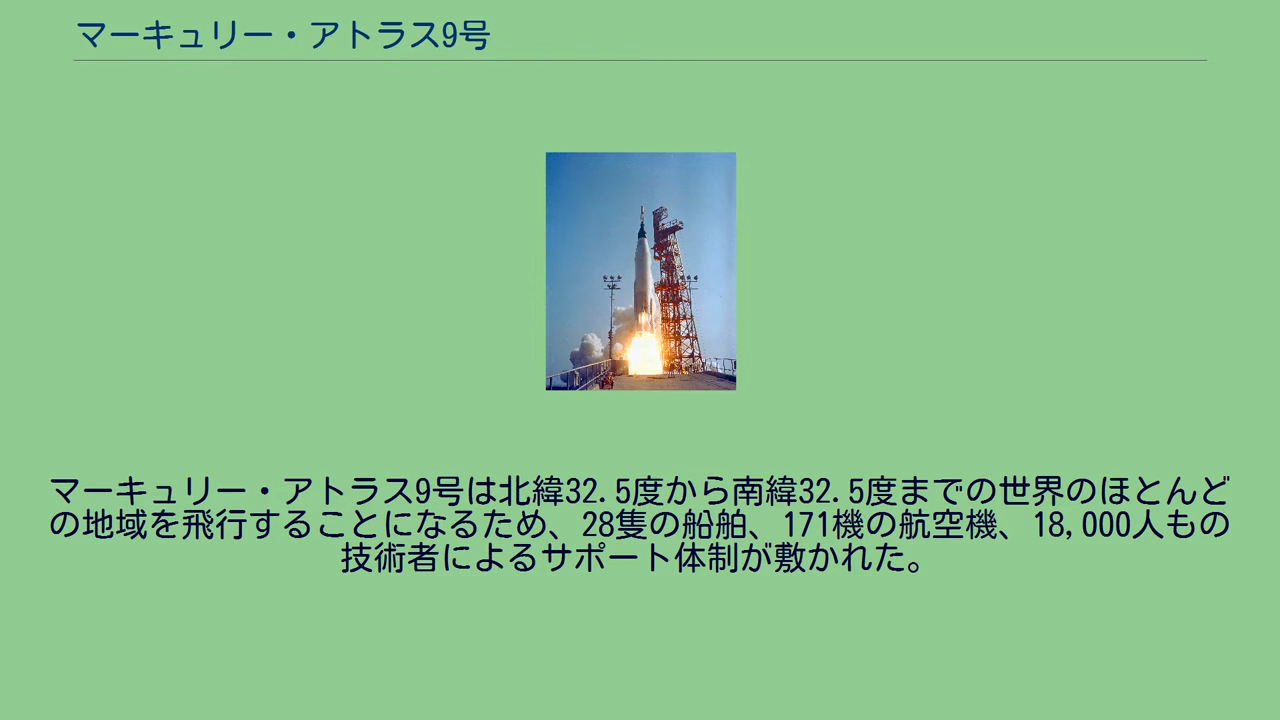 マーキュリー・アトラス9号
マーキュリー・アトラス9号は北緯32.5度から南緯32.5度までの世界のほとんど
の地域を飛行することになるため、28隻の船舶、171機の航空機、18,000人もの
技術者によるサポート体制が敷かれた。